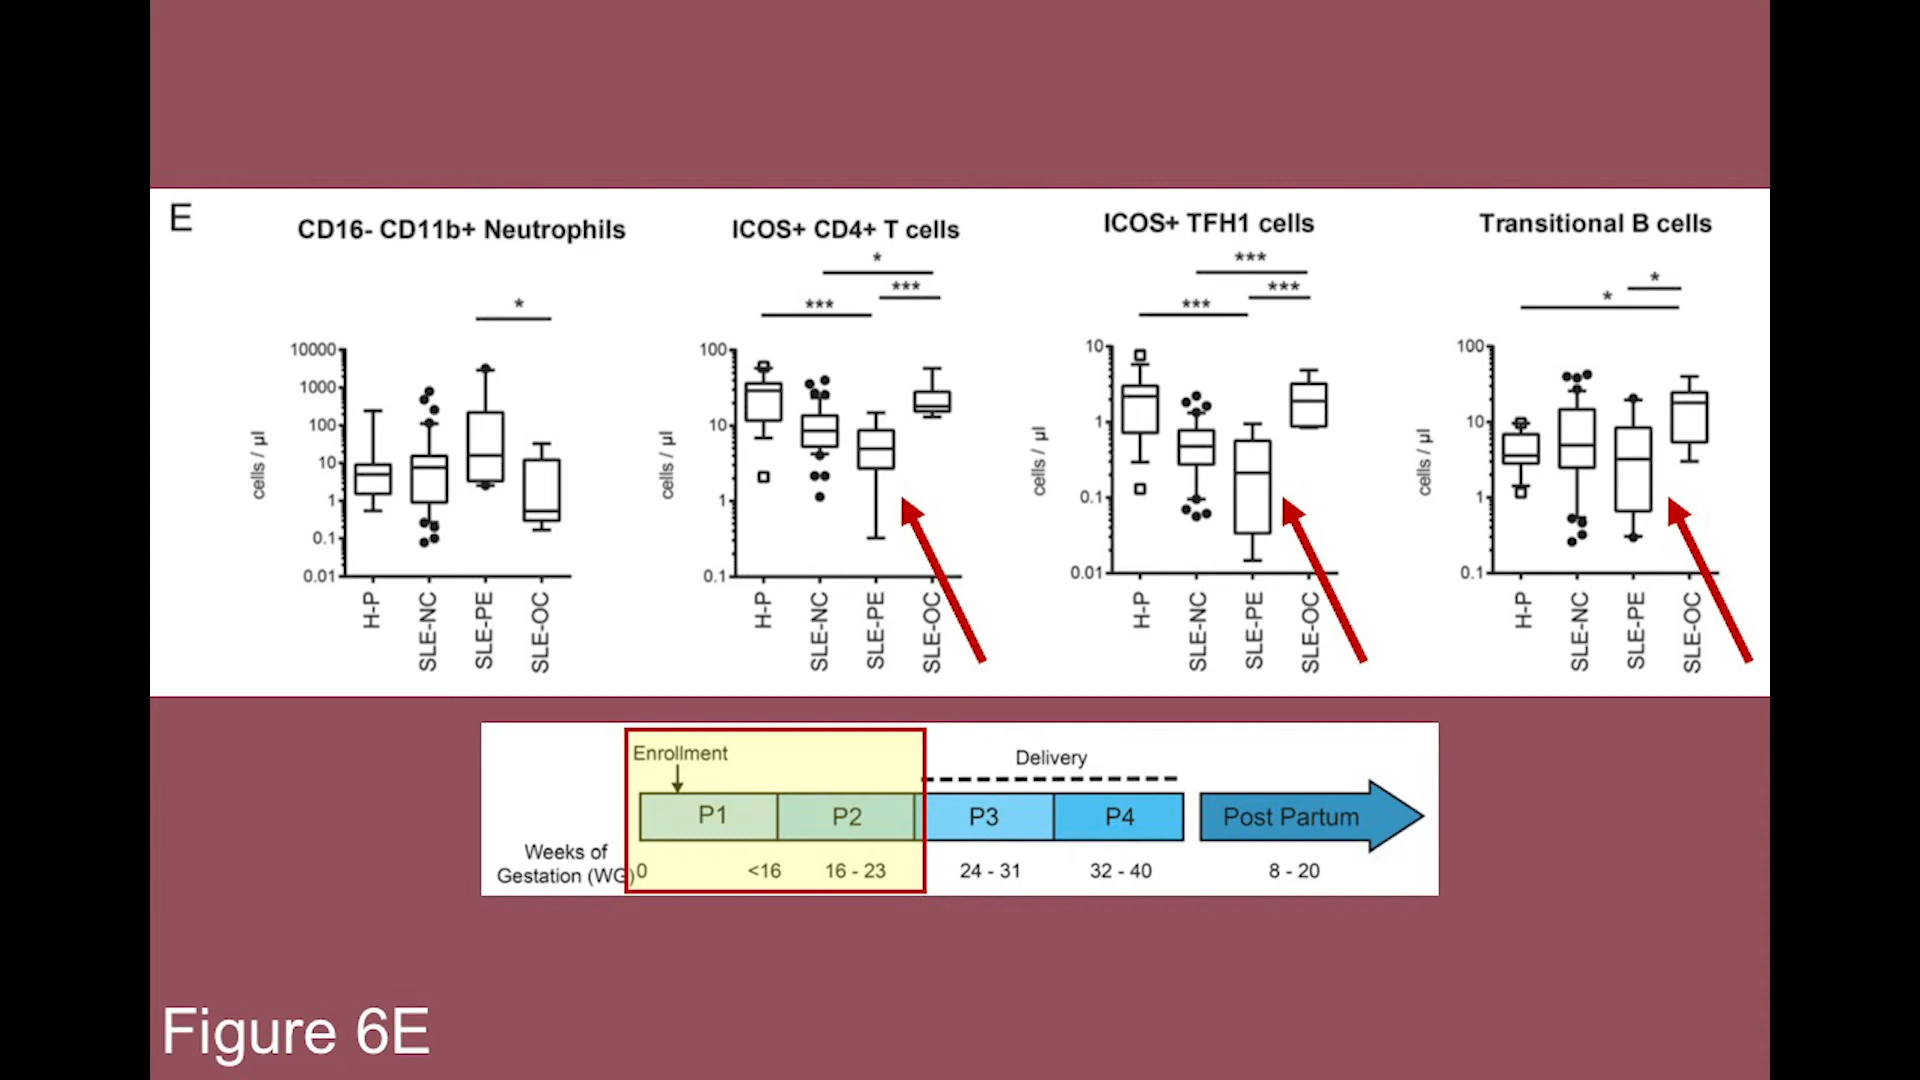 E
CD16- CD11b+ Neutrophils
*
10000
1000
100
10
1
0.1
0.01
cells / µl
H-P
SLE-NC
SLE-PE
SLE-OC
ICOS+ CD4+ T cells
*
***
***
100
10
1
0.1
cells / µl
H-P
SLE-NC
SLE-PE
SLE-OC
ICOS+ TFH1 cells
***
***
***
10
1
0.1
0.01
cells / µl
H-P
SLE-NC
SLE-PE
SLE-OC
Transitional B cells
*
*
100
10
1
0.1
cells / µl
H-P
SLE-NC
SLE-PE
SLE-OC
Enrollment
Delivery
P1
P2
P3
P4
Post Partum
Weeks of
Gestation (WG)
0
<16
16 - 23
24 - 31
32 - 40
8 - 20
Figure 6E